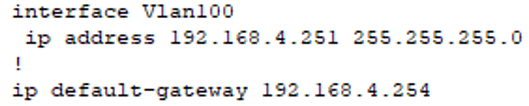 interface Vlan100
 ip address 192.168.4.251 255.255.255.0
!
ip default-gateway 192.168.4.254